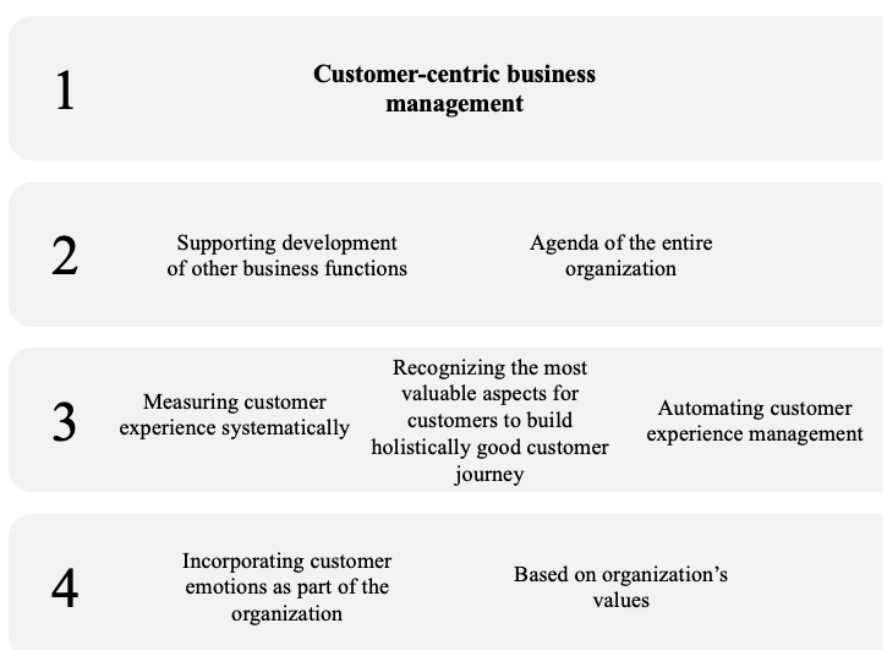 1
Customer-centric business
management
2
Supporting development
of other business functions
Agenda of the entire
organization
3
Measuring customer
experience systematically
Recognizing the most
valuable aspects for
customers to build
holistically good customer
journey
Automating customer
experience management
4
Incorporating customer
emotions as part of the
organization
Based on organization’s
values